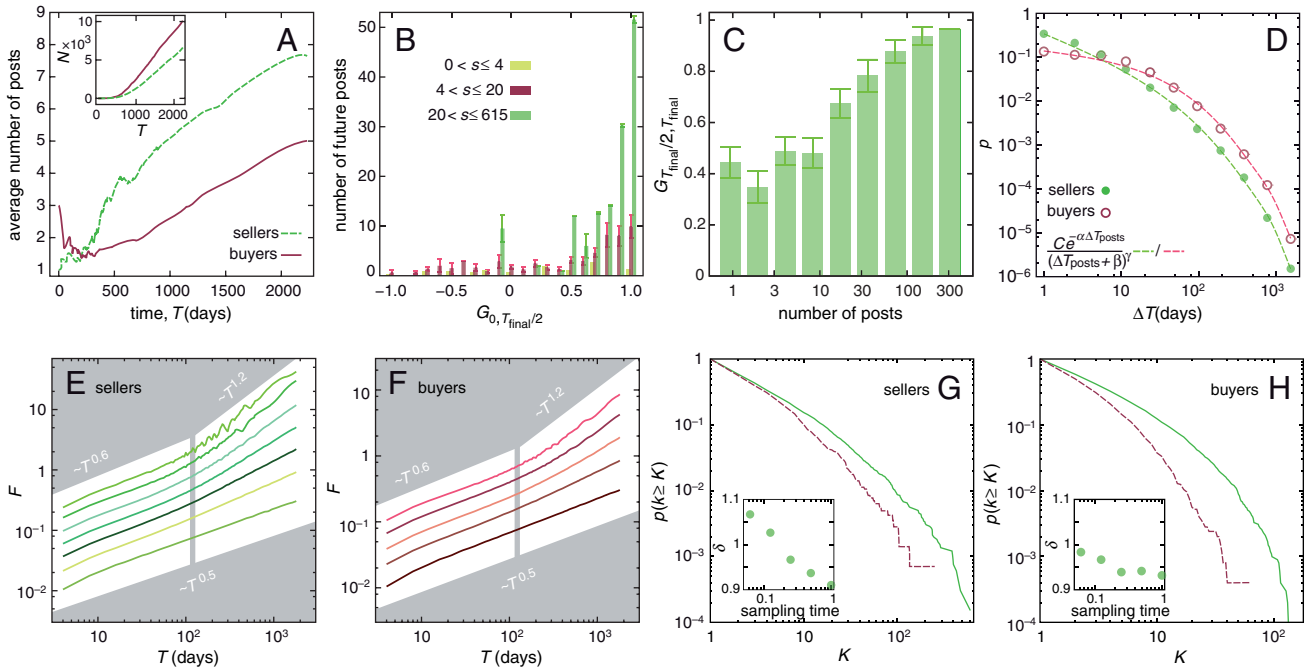 A
average number of posts
9
8
7
6
5
4
3
2
1
0
500
1000
1500
2000
time, T(days)
sellers
buyers
N×10³
10
5
0
0
1000
2000
T
B
number of future posts
50
40
30
20
10
0
−1.0
−0.5
0
0.5
1.0
G0,Tfinal/2
0 < s≤ 4
4 < s≤ 20
20< s≤ 615
C
GTfinal/2,Tfinal
1
0.8
0.6
0.4
0.2
0
1
3
10
30
100
300
number of posts
D
p
10⁻¹
10⁻²
10⁻³
10⁻⁴
10⁻⁵
10⁻⁶
10⁰
10¹
10²
10³
ΔT(days)
sellers
buyers
Ce^−αΔTposts
(ΔTposts+ β)^γ
/
E sellers
F
10
1
10⁻¹
10⁻²
10
10²
10³
T (days)
~T^1.2
~T^0.6
~T^0.5
F buyers
F
10
1
10⁻¹
10⁻²
10
10²
10³
T (days)
~T^1.2
~T^0.6
~T^0.5
sellers G
p(k≥ K)
10⁰
10⁻¹
10⁻²
10⁻³
10⁻⁴
1
10
10²
K
δ
1.1
1
0.9
0.1
1
sampling time
buyers H
p(k≥ K)
10⁰
10⁻¹
10⁻²
10⁻³
10⁻⁴
1
10
10²
K
δ
1.1
1
0.9
0.1
1
sampling time